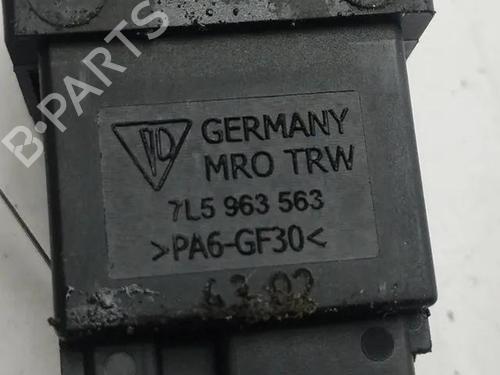 B-PARTS
GERMANY
MRO TRW
7L5 963 563
>PA6-GF30<